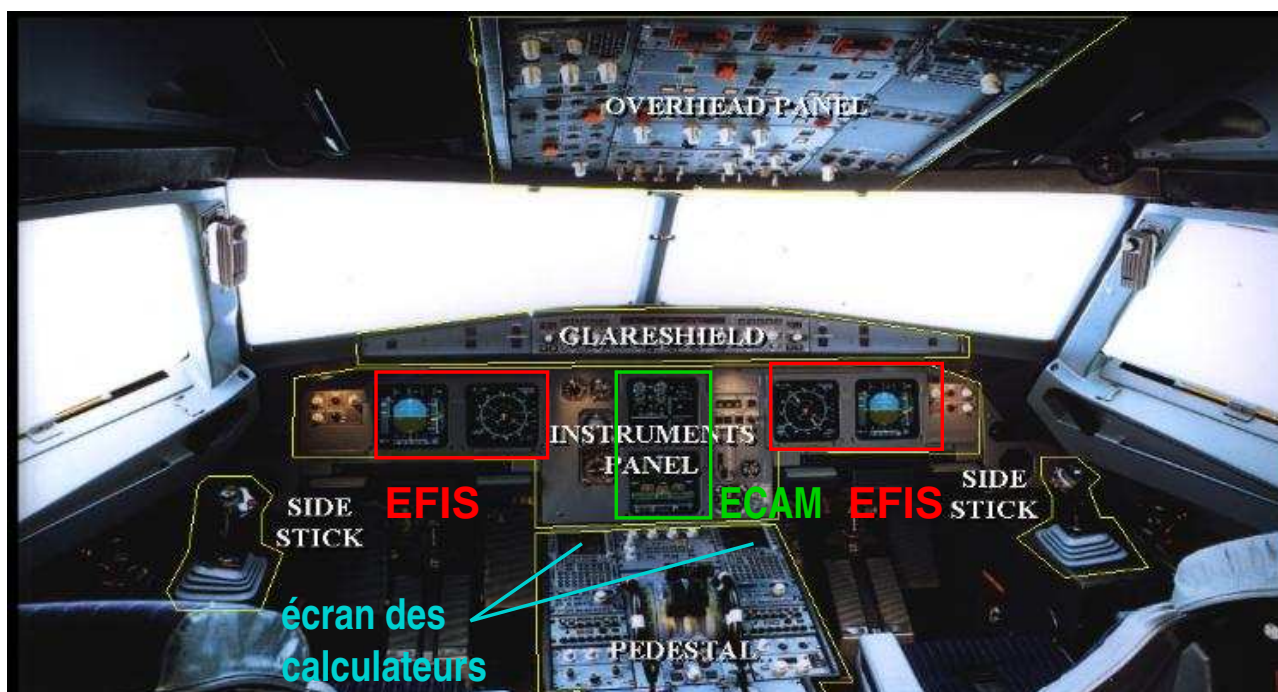 OVERHEAD PANEL
GLARESHIELD
INSTRUMENTS
PANEL
EFIS
ECAM
EFIS
SIDE
STICK
SIDE
STICK
écran des
calculateurs
PEDESTAL